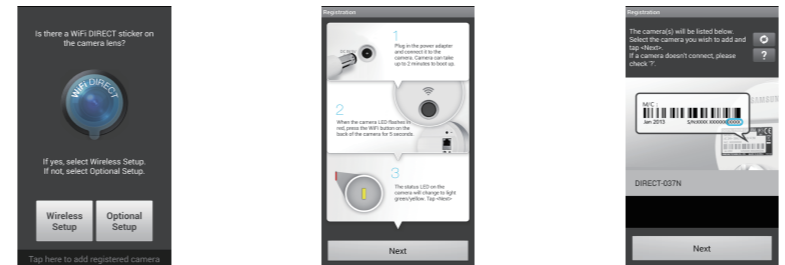 Is there a WiFi DIRECT sticker on
the camera lens?
WiFi DIRECT
If yes, select Wireless Setup.
If not, select Optional Setup.
Wireless
Setup
Optional
Setup
Tap here to add registered camera
Registration
1
Plug in the power adapter
and connect it to the
camera. Camera can take
up to 2 minutes to boot up.
2
When the camera LED flashes in
red, press the WiFi button on the
back of the camera for 5 seconds.
3
The status LED on the
camera will change to light
green/yellow. Tap <Next>
Next
Registration
The camera(s) will be listed below.
Select the camera you wish to add and
tap <Next>.
If a camera doesn't connect, please
check '?'.
?
M/C :
Jan 2013
SAMSUNG
DIRECT-037N
Next